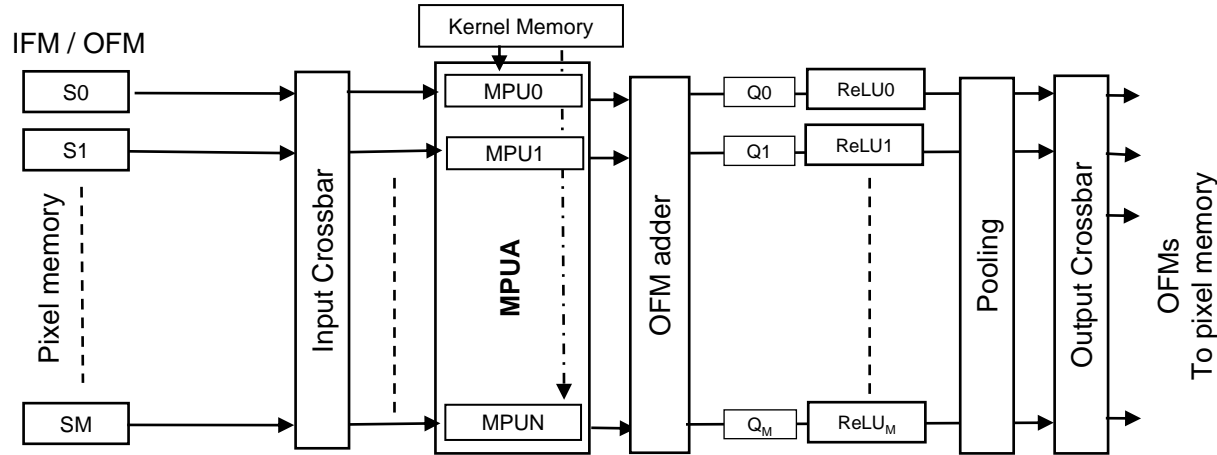 Kernel Memory
IFM / OFM
S0
S1
SM
Pixel memory
Input Crossbar
MPU0
MPU1
MPUA
MPUN
OFM adder
Q0
Q1
QM
ReLU0
ReLU1
ReLUM
Pooling
Output Crossbar
OFMs
To pixel memory